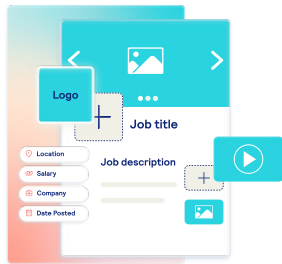 Logo
Job title
Job description
Location
Salary
Company
Date Posted